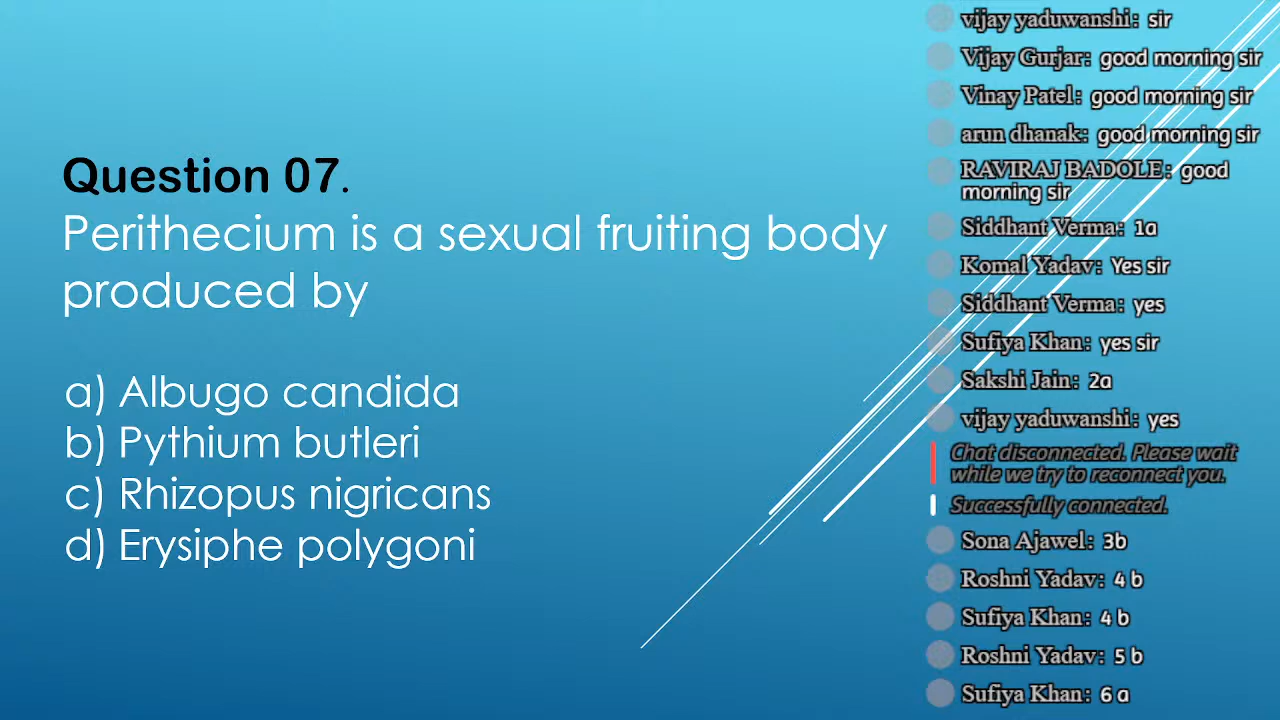 Question 07.
Perithecium is a sexual fruiting body
produced by
a) Albugo candida
b) Pythium butleri
c) Rhizopus nigricans
d) Erysiphe polygoni
vijay yaduwanshi: sir
Vijay Gurjar: good morning sir
Vinay Patel: good morning sir
arun dhanak: good morning sir
RAVIRAJ BADOLE: good
morning sir
Siddhant Verma: 1a
Komal Yadav: Yes sir
Siddhant Verma: yes
Sufiya Khan: yes sir
Sakshi Jain: 2a
vijay yaduwanshi: yes
Chat disconnected. Please wait
while we try to reconnect you.
Successfully connected.
Sona Ajawel: 3b
Roshni Yadav: 4 b
Sufiya Khan: 4 b
Roshni Yadav: 5 b
Sufiya Khan: 6 a